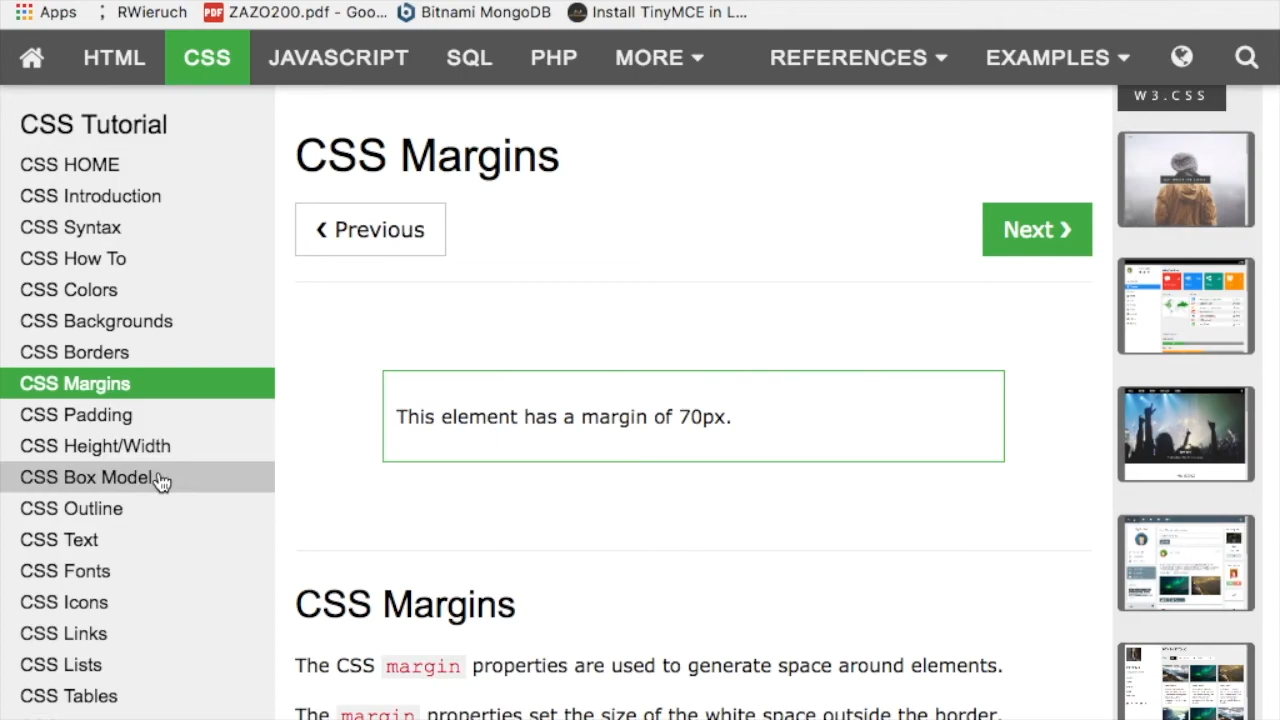 Apps RWieruch PDF ZAZO200.pdf - Goo... Bitnami MongoDB Install TinyMCE in L...
HTML CSS JAVASCRIPT SQL PHP MORE REFERENCES EXAMPLES
W3.CSS
CSS Tutorial
CSS HOME
CSS Introduction
CSS Syntax
CSS How To
CSS Colors
CSS Backgrounds
CSS Borders
CSS Margins
CSS Padding
CSS Height/Width
CSS Box Model
CSS Outline
CSS Text
CSS Fonts
CSS Icons
CSS Links
CSS Lists
CSS Tables
CSS Margins
❮ Previous
Next ❯
This element has a margin of 70px.
CSS Margins
The CSS margin properties are used to generate space around elements.
The margin properties set the size of the white space outside the border.